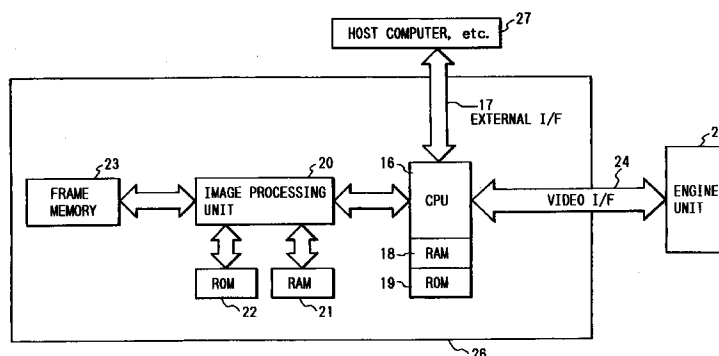 27
HOST COMPUTER, etc.
17
EXTERNAL I/F
23
FRAME
MEMORY
20
IMAGE PROCESSING
UNIT
16
CPU
24
VIDEO I/F
ENGINE
UNIT
18
RAM
19
ROM
ROM
22
RAM
21